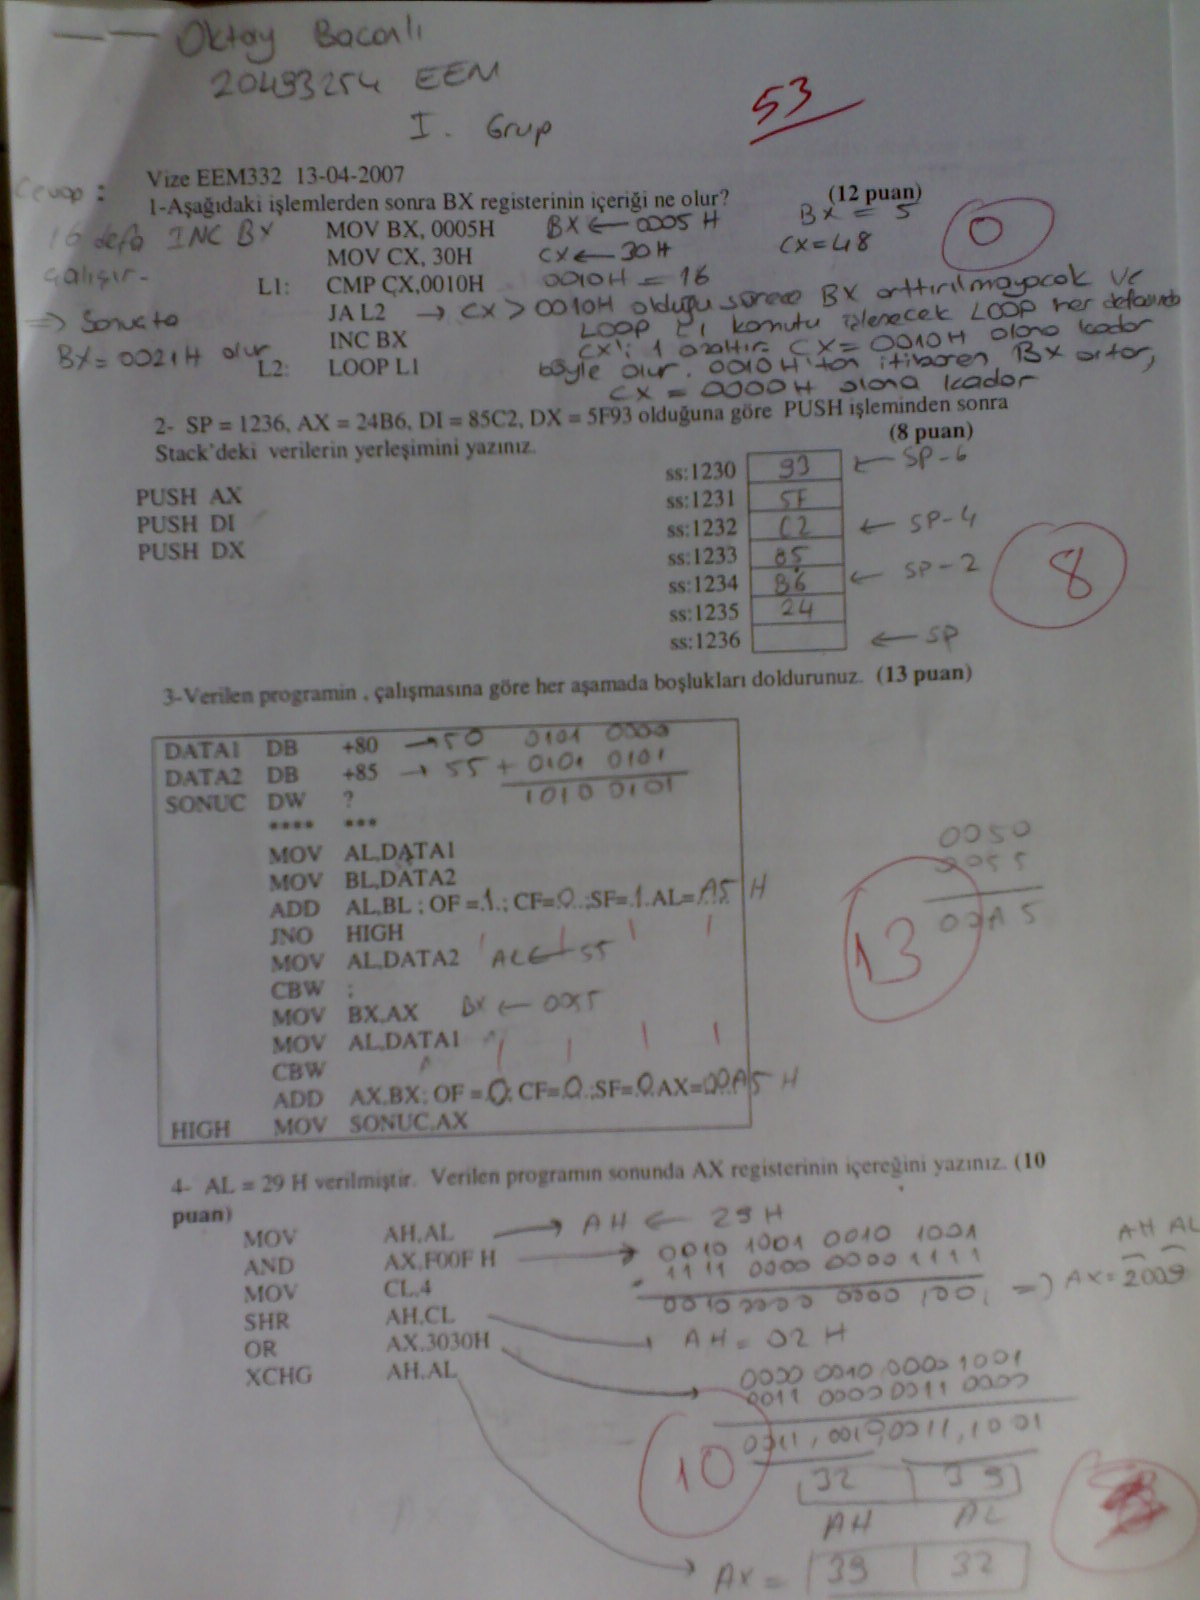 Oktay Bacanlı
20493254 EEM
I. Grup
53
Vize EEM332 13-04-2007
Cevap :
1-Aşağıdaki işlemlerden sonra BX registerinin içeriği ne olur? (12 puan)
16 defa INC BX
çalışır.
=> Sonuçta
BX=0021H olur
MOV BX, 0005H BX ← 0005 H BX = 5
MOV CX, 30H CX ← 30H CX=48
0
L1: CMP CX,0010H 0010H = 16
JA L2 → CX > 0010H olduğu sürece BX arttırılmayacak ve
INC BX LOOP L1 komutu işlenecek LOOP her defasında
CX'i 1 azaltır. CX=0010H olana kadar
L2: LOOP L1 böyle olur. 0010H'tan itibaren BX artar,
CX = 0000H olana kadar
2- SP = 1236, AX = 24B6, DI = 85C2, DX = 5F93 olduğuna göre PUSH işleminden sonra
Stack'deki verilerin yerleşimini yazınız. (8 puan)
PUSH AX
PUSH DI
PUSH DX
ss:1230 93 ← SP-6
ss:1231 5F
ss:1232 C2 ← SP-4
ss:1233 85
ss:1234 B6 ← SP-2
ss:1235 24
ss:1236 ← SP
8
3-Verilen programin , çalışmasına göre her aşamada boşlukları doldurunuz. (13 puan)
DATA1 DB +80 → 50 0101 0000
DATA2 DB +85 → 55 + 0101 0101
SONUC DW ? 1010 0101
**** ***
MOV AL,DATA1
MOV BL,DATA2
ADD AL,BL ; OF =.1.; CF=.0..;SF=.1. AL=.A5. H
JNO HIGH
MOV AL,DATA2 AL ← 55
CBW ;
MOV BX,AX BX ← 0055
MOV AL,DATA1
CBW
ADD AX,BX; OF =.0; CF=.0.;SF=.0.AX=00A5 H
HIGH MOV SONUC,AX
0050
0055
00A5
13
4- AL = 29 H verilmiştir. Verilen programın sonunda AX registerinin içereğini yazınız. (10
puan)
MOV AH,AL → AH ← 29 H
AND AX,F00F H → 0010 1001 0010 1001
1111 0000 0000 1111
MOV CL,4 0010 0000 0000 1001 => AX=2009
AH AL
SHR AH,CL → AH = 02 H
OR AX,3030H → 0000 0010 0000 1001
0011 0000 0011 0000
XCHG AH,AL
0011,0010,0011,1001
32 39
AH AL
10
AX = 39 32